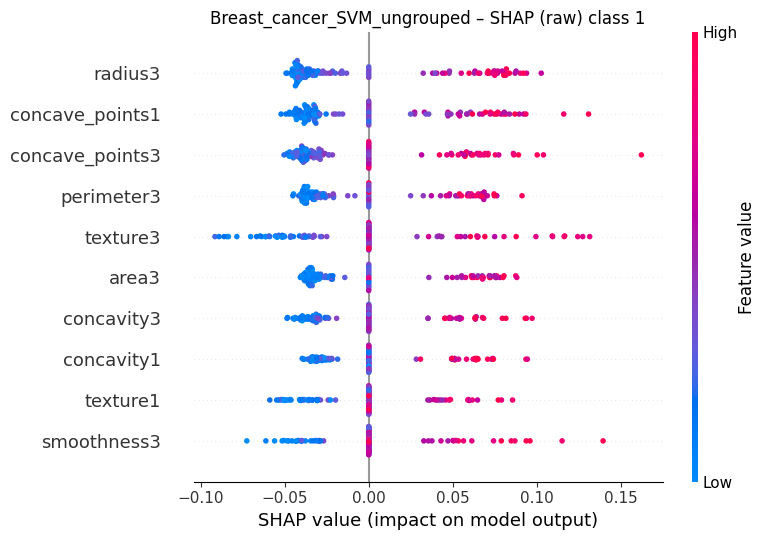 Breast_cancer_SVM_ungrouped – SHAP (raw) class 1
High
radius3
concave_points1
concave_points3
perimeter3
texture3
area3
concavity3
concavity1
texture1
smoothness3
Feature value
Low
−0.10 −0.05 0.00 0.05 0.10 0.15
SHAP value (impact on model output)